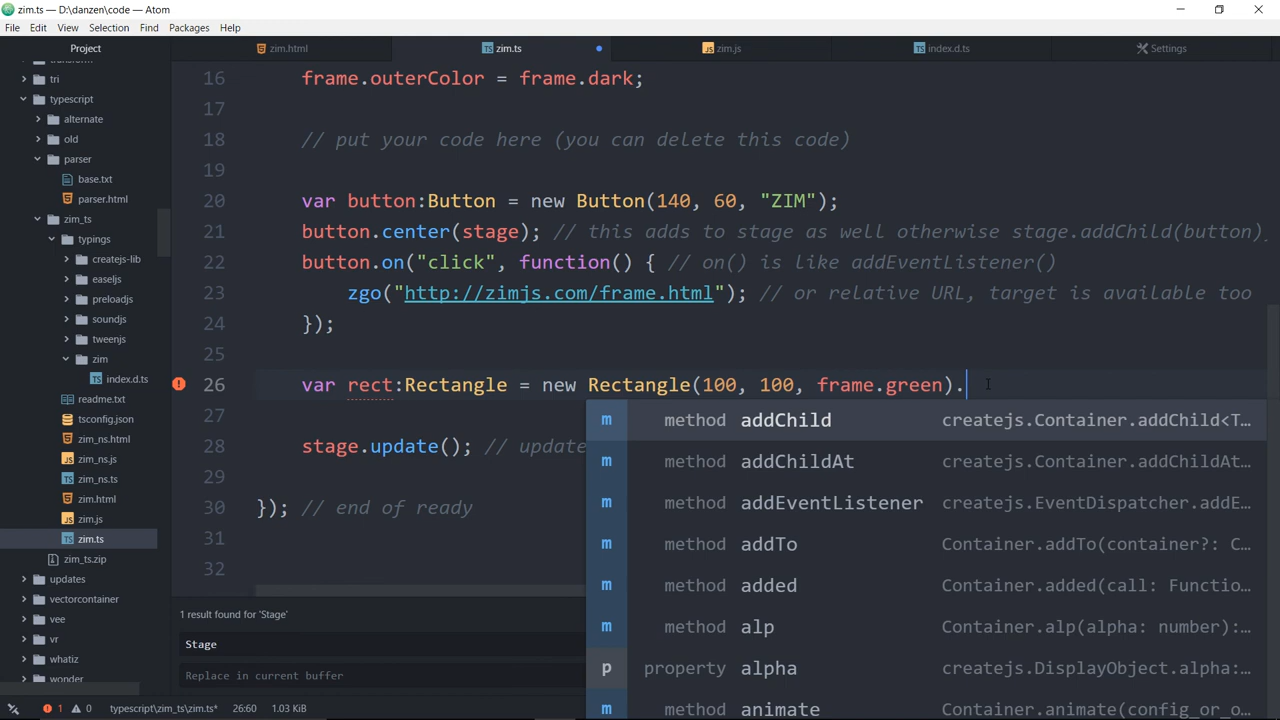 zim.ts — D:\danzen\code — Atom
File Edit View Selection Find Packages Help
Project
zim.html
zim.ts
zim.js
index.d.ts
Settings
tri
typescript
alternate
old
parser
base.txt
parser.html
zim_ts
typings
createjs-lib
easeljs
preloadjs
soundjs
tweenjs
zim
index.d.ts
readme.txt
tsconfig.json
zim_ns.html
zim_ns.js
zim_ns.ts
zim.html
zim.js
zim.ts
zim_ts.zip
updates
vectorcontainer
vee
vr
whatiz
wonder
16 frame.outerColor = frame.dark;
17
18 // put your code here (you can delete this code)
19
20 var button:Button = new Button(140, 60, "ZIM");
21 button.center(stage); // this adds to stage as well otherwise stage.addChild(button)
22 button.on("click", function() { // on() is like addEventListener()
23 zgo("http://zimjs.com/frame.html"); // or relative URL, target is available too
24 });
25
26 var rect:Rectangle = new Rectangle(100, 100, frame.green).
27
28 stage.update(); // update
29
30 }); // end of ready
31
32
m method addChild createjs.Container.addChild<T…
m method addChildAt createjs.Container.addChildAt…
m method addEventListener createjs.EventDispatcher.addE…
m method addTo Container.addTo(container?: C…
m method added Container.added(call: Functio…
m method alp Container.alp(alpha: number):…
p property alpha createjs.DisplayObject.alpha:…
m method animate Container.animate(config_or_o…
1 result found for 'Stage'
Stage
Replace in current buffer
1 0 typescript\zim_ts\zim.ts* 26:60 1.03 KiB